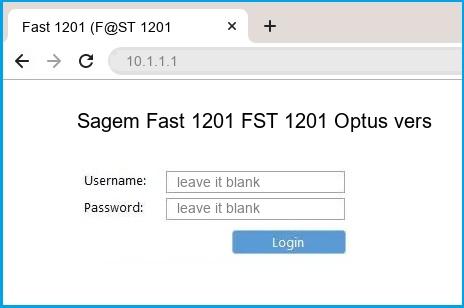 Fast 1201 (F@ST 1201
10.1.1.1
Sagem Fast 1201 FST 1201 Optus vers
Username: leave it blank
Password: leave it blank
Login